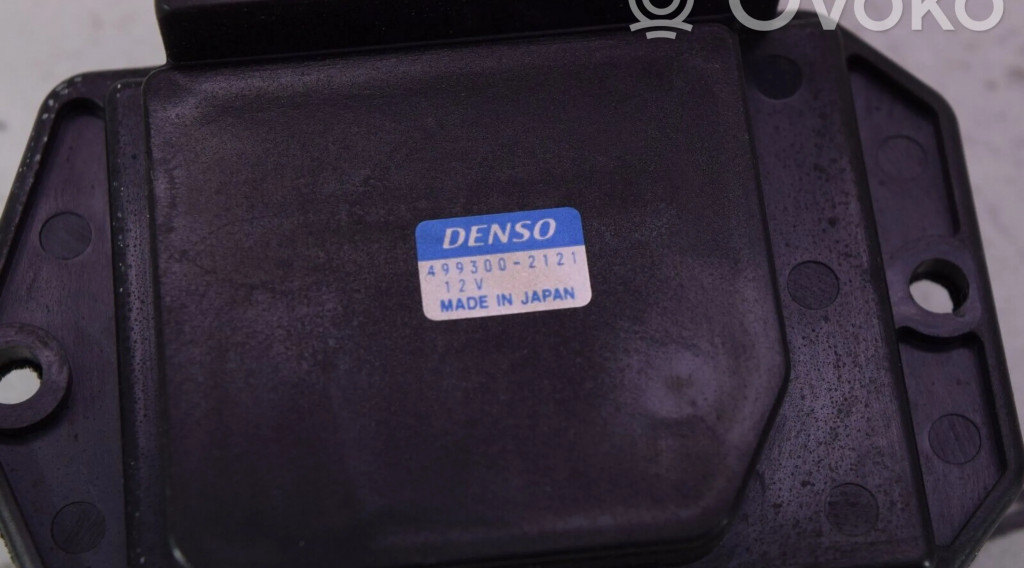 Ovoko
DENSO
499300-2121
12V
MADE IN JAPAN